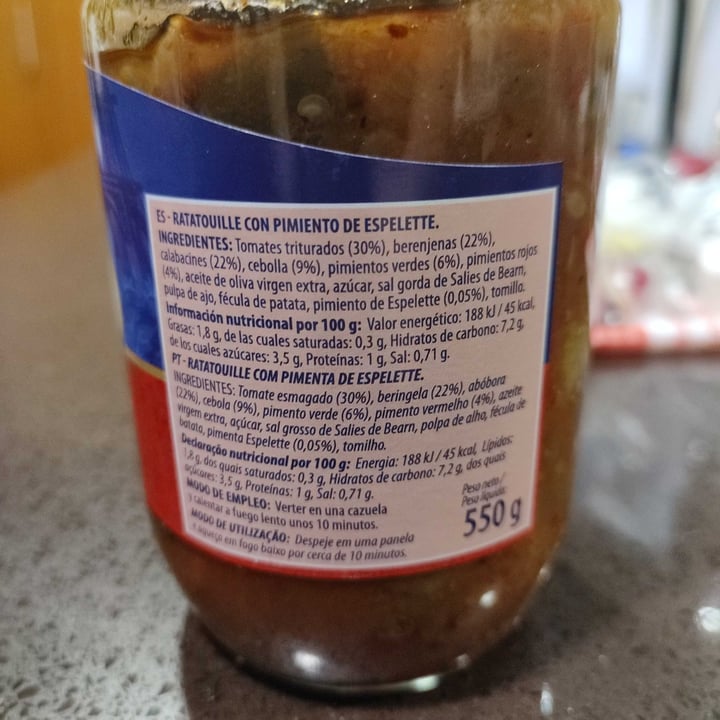 ES - RATATOUILLE CON PIMIENTO DE ESPELETTE.
INGREDIENTES: Tomates triturados (30%), berenjenas (22%),
calabacines (22%), cebolla (9%), pimientos verdes (6%), pimientos rojos
(4%), aceite de oliva virgen extra, azúcar, sal gorda de Salies de Bearn,
pulpa de ajo, fécula de patata, pimiento de Espelette (0,05%), tomillo.
Información nutricional por 100 g: Valor energético: 188 kJ / 45 kcal,
Grasas: 1,8 g, de las cuales saturadas: 0,3 g, Hidratos de carbono: 7,2 g,
de los cuales azúcares: 3,5 g, Proteínas: 1 g, Sal: 0,71 g.
PT - RATATOUILLE COM PIMENTA DE ESPELETTE.
INGREDIENTES: Tomate esmagado (30%), beringela (22%), abóbora
(22%), cebola (9%), pimento verde (6%), pimento vermelho (4%), azeite
virgem extra, açúcar, sal grosso de Salies de Bearn, polpa de alho, fécula de
batata, pimenta Espelette (0,05%), tomilho.
Declaração nutricional por 100 g: Energia: 188 kJ / 45 kcal, Lípidos:
1,8 g, dos quais saturados: 0,3 g, Hidratos de carbono: 7,2 g, dos quais
açúcares: 3,5 g, Proteínas: 1 g, Sal: 0,71 g.
MODO DE EMPLEO: Verter en una cazuela
y calentar a fuego lento unos 10 minutos.
MODO DE UTILIZAÇÃO: Despeje em uma panela
e aqueça em fogo baixo por cerca de 10 minutos.
Peso neto /
Peso líquido:
550 g